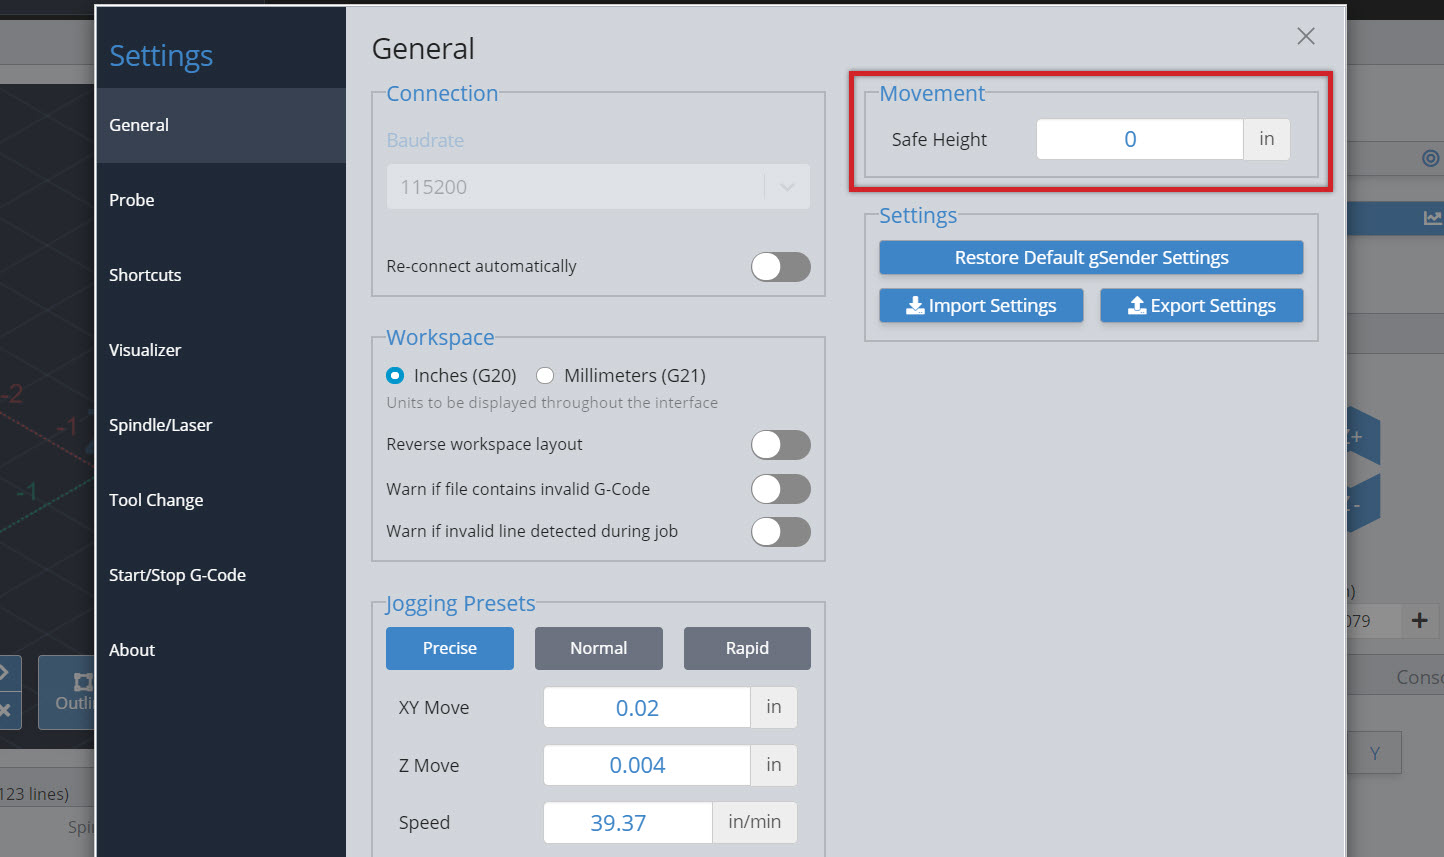 Settings
General
Probe
Shortcuts
Visualizer
Spindle/Laser
Tool Change
Start/Stop G-Code
About
General
Connection
Baudrate
115200
Re-connect automatically
Workspace
Inches (G20) Millimeters (G21)
Units to be displayed throughout the interface
Reverse workspace layout
Warn if file contains invalid G-Code
Warn if invalid line detected during job
Jogging Presets
Precise Normal Rapid
XY Move 0.02 in
Z Move 0.004 in
Speed 39.37 in/min
Movement
Safe Height 0 in
Settings
Restore Default gSender Settings
Import Settings Export Settings
-2
-1
-1
123 lines)
Z+
Z-
079
Y